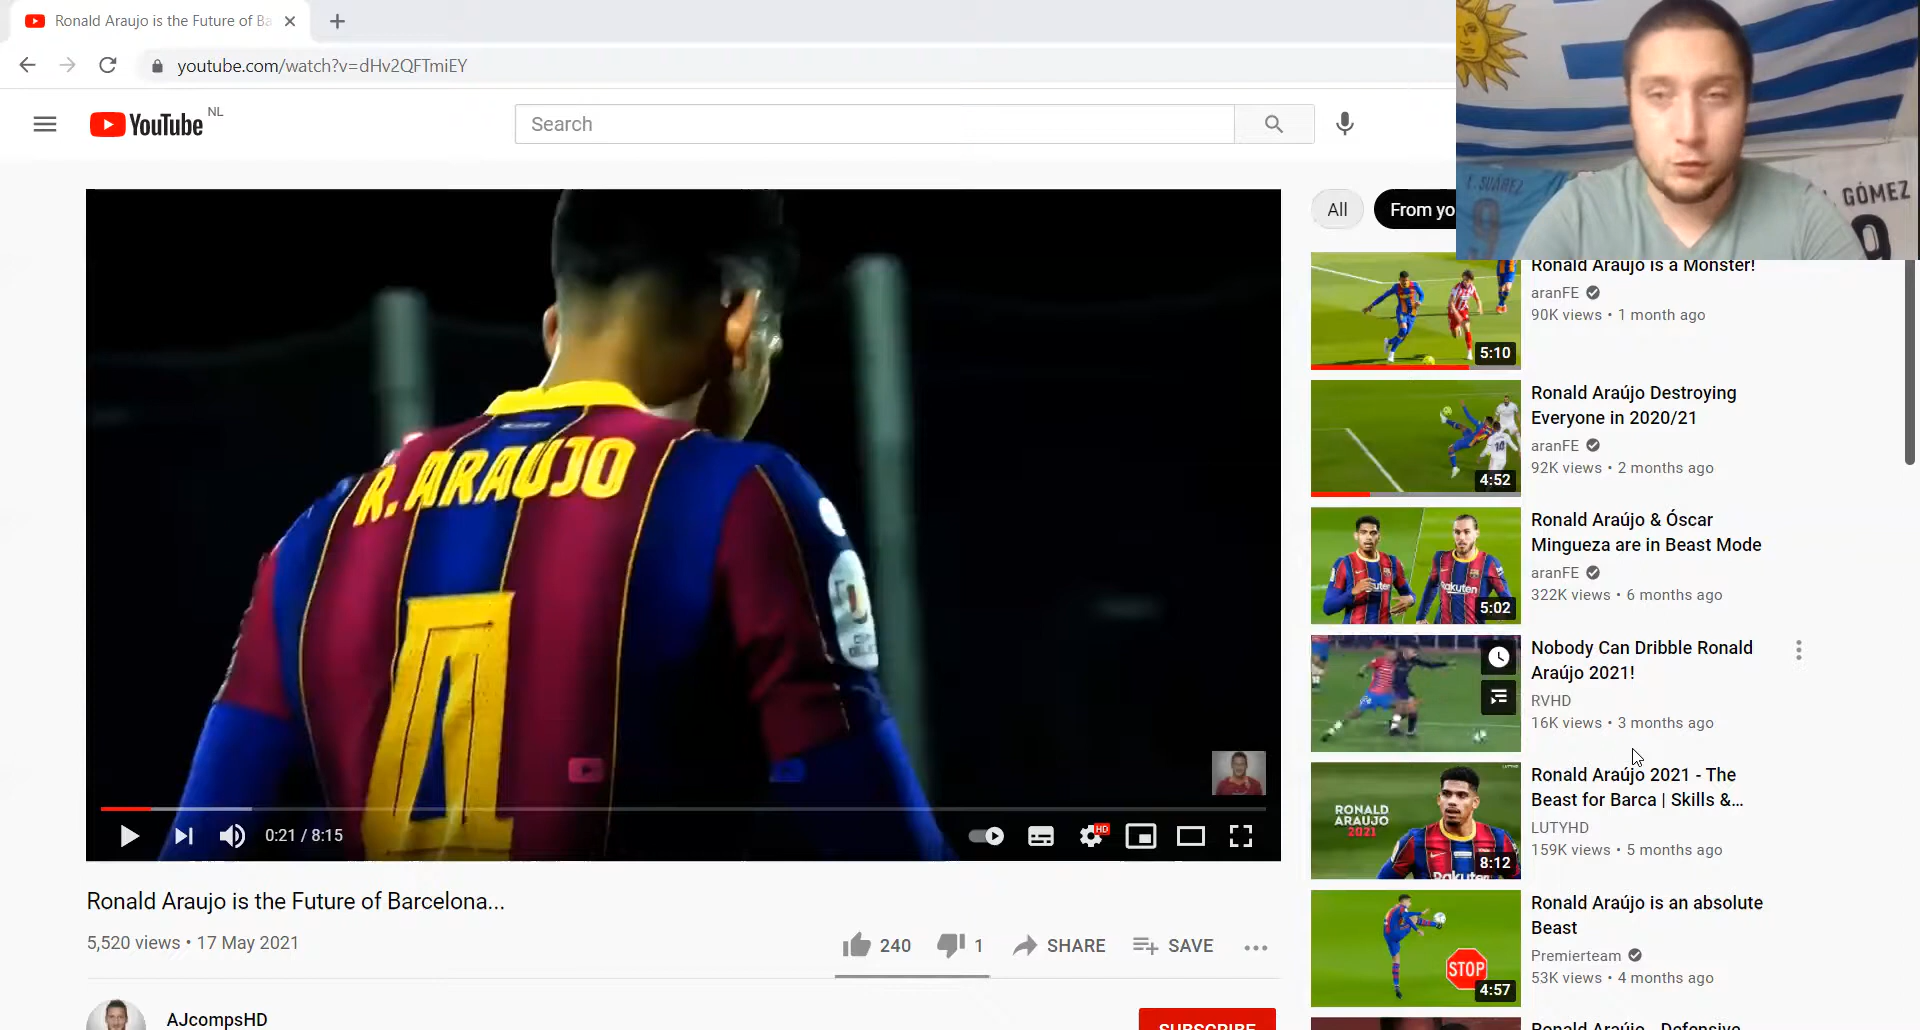 Ronald Araujo is the Future of Ba
youtube.com/watch?v=dHv2QFTmiEY
YouTube NL
Search
L. SUÁREZ
9
GÓMEZ
9
All
From yo
R. ARAUJO
4
0:21 / 8:15
HD
Ronald Araujo is the Future of Barcelona...
5,520 views • 17 May 2021
240
1
SHARE
SAVE
AJcompsHD
SUBSCRIBE
Ronald Araújo is a Monster!
aranFE
90K views • 1 month ago
5:10
Ronald Araújo Destroying
Everyone in 2020/21
aranFE
92K views • 2 months ago
10
4:52
Ronald Araújo & Óscar
Mingueza are in Beast Mode
aranFE
322K views • 6 months ago
Rakuten
Rakuten
5:02
Nobody Can Dribble Ronald
Araújo 2021!
RVHD
16K views • 3 months ago
Ronald Araújo 2021 - The
Beast for Barca | Skills &...
LUTYHD
159K views • 5 months ago
LUTYHD
RONALD
ARAUJO
2021
Rakuten
8:12
Ronald Araújo is an absolute
Beast
Premierteam
53K views • 4 months ago
STOP
4:57
Ronald Araújo - Defensive